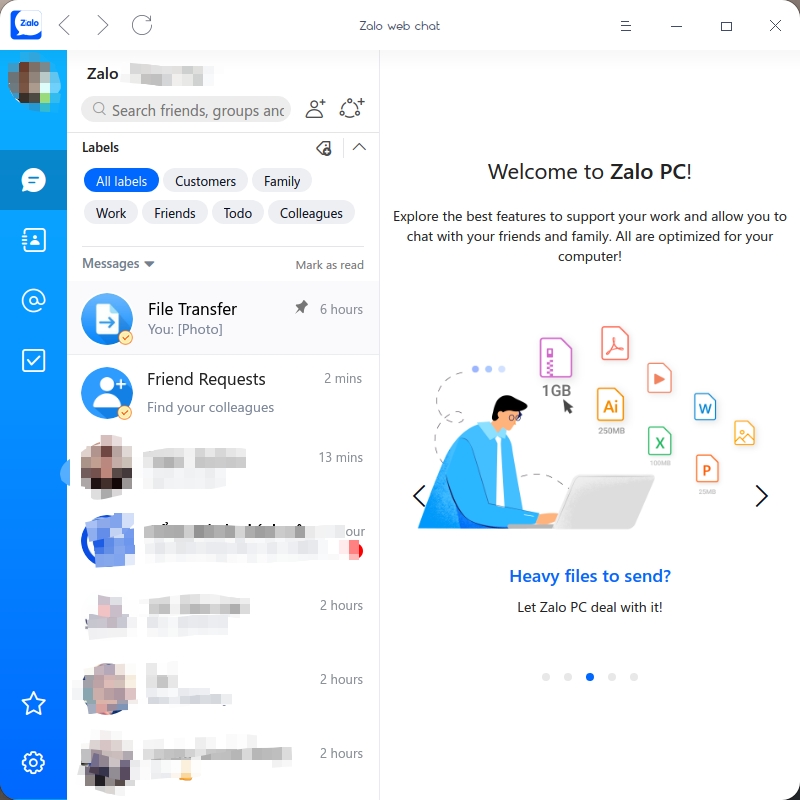 Zalo
Zalo web chat
Zalo
Search friends, groups and
Labels
All labels
Customers
Family
Work
Friends
Todo
Colleagues
Messages
Mark as read
File Transfer
6 hours
You: [Photo]
Friend Requests
2 mins
Find your colleagues
13 mins
our
2 hours
2 hours
2 hours
Welcome to Zalo PC!
Explore the best features to support your work and allow you to
chat with your friends and family. All are optimized for your
computer!
1GB
Ai
250MB
W
X
100MB
P
25MB
Heavy files to send?
Let Zalo PC deal with it!